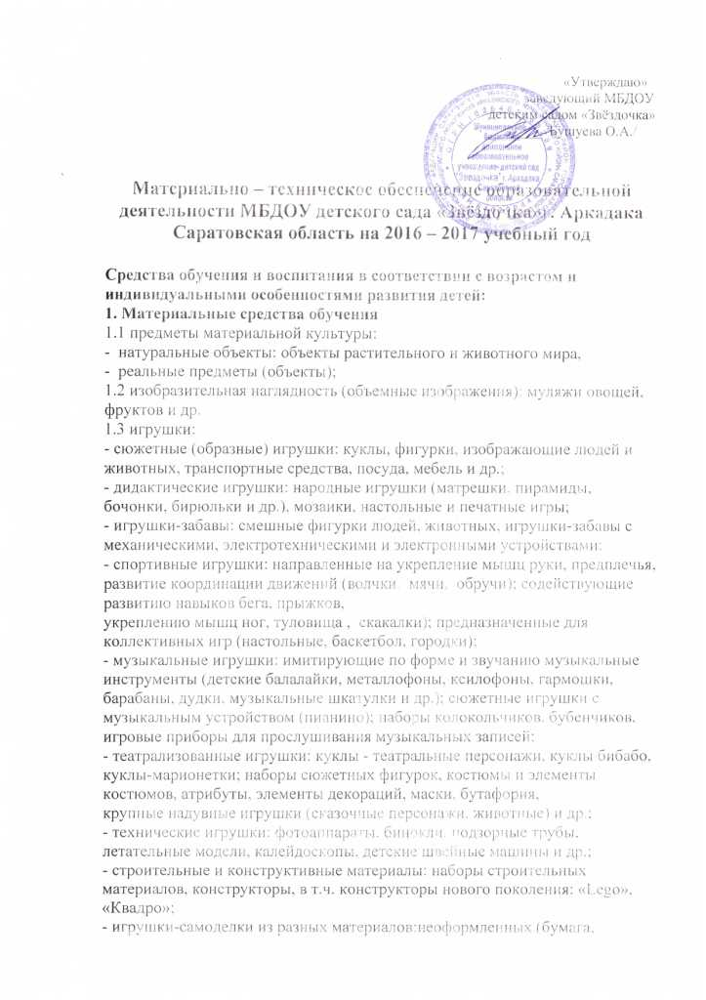 «Утверждаю»
заведующий МБДОУ
детским садом «Звёздочка»
Бушуева О.А./
Материально – техническое обеспечение образовательной
деятельности МБДОУ детского сада «Звёздочка»г. Аркадака
Саратовская область на 2016 – 2017 учебный год
Средства обучения и воспитания в соответствии с возрастом и
индивидуальными особенностями развития детей:
1. Материальные средства обучения
1.1 предметы материальной культуры:
- натуральные объекты: объекты растительного и животного мира,
- реальные предметы (объекты);
1.2 изобразительная наглядность (объемные изображения): муляжи овощей,
фруктов и др.
1.3 игрушки:
- сюжетные (образные) игрушки: куклы, фигурки, изображающие людей и
животных, транспортные средства, посуда, мебель и др.;
- дидактические игрушки: народные игрушки (матрешки, пирамиды,
бочонки, бирюльки и др.), мозаики, настольные и печатные игры;
- игрушки-забавы: смешные фигурки людей, животных, игрушки-забавы с
механическими, электротехническими и электронными устройствами;
- спортивные игрушки: направленные на укрепление мышц руки, предплечья,
развитие координации движений (волчки, мячи, обручи); содействующие
развитию навыков бега, прыжков,
укреплению мышц ног, туловища , скакалки); предназначенные для
коллективных игр (настольные, баскетбол, городки);
- музыкальные игрушки: имитирующие по форме и звучанию музыкальные
инструменты (детские балалайки, металлофоны, ксилофоны, гармошки,
барабаны, дудки, музыкальные шкатулки и др.); сюжетные игрушки с
музыкальным устройством (пианино); наборы колокольчиков, бубенчиков,
игровые приборы для прослушивания музыкальных записей;
- театрализованные игрушки: куклы - театральные персонажи, куклы бибабо,
куклы-марионетки; наборы сюжетных фигурок, костюмы и элементы
костюмов, атрибуты, элементы декораций, маски, бутафория,
крупные надувные игрушки (сказочные персонажи, животные) и др.;
- технические игрушки: фотоаппараты, бинокли, подзорные трубы,
летательные модели, калейдоскопы, детские швейные машины и др.;
- строительные и конструктивные материалы: наборы строительных
материалов, конструкторы, в т.ч. конструкторы нового поколения: «Lego»,
«Квадро»;
- игрушки-самоделки из разных материалов:неоформленных (бумага,